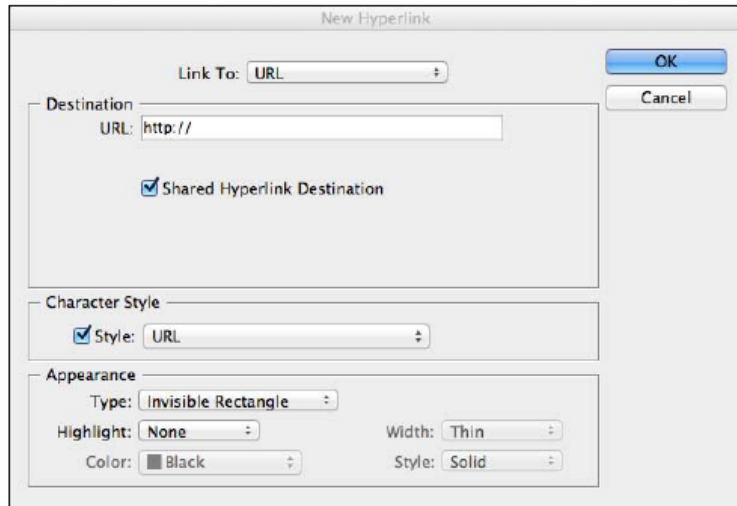 New Hyperlink
Link To: URL
OK
Cancel
Destination
URL: http://
Shared Hyperlink Destination
Character Style
Style: URL
Appearance
Type: Invisible Rectangle
Highlight: None Width: Thin
Color: Black Style: Solid